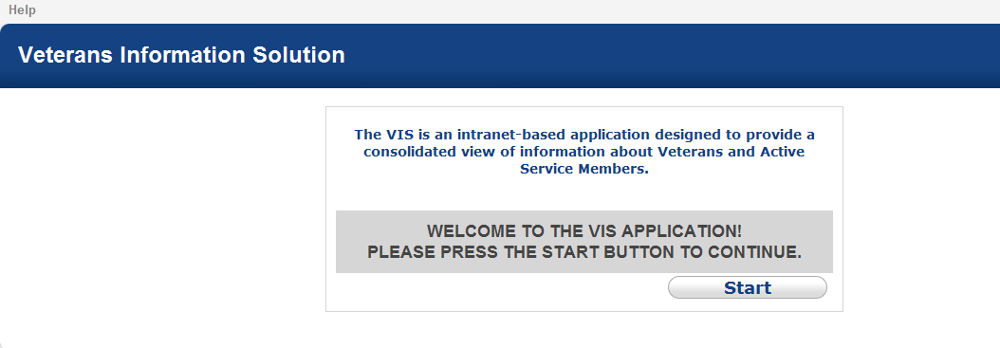 Help
Veterans Information Solution
The VIS is an intranet-based application designed to provide a
consolidated view of information about Veterans and Active
Service Members.
WELCOME TO THE VIS APPLICATION!
PLEASE PRESS THE START BUTTON TO CONTINUE.
Start